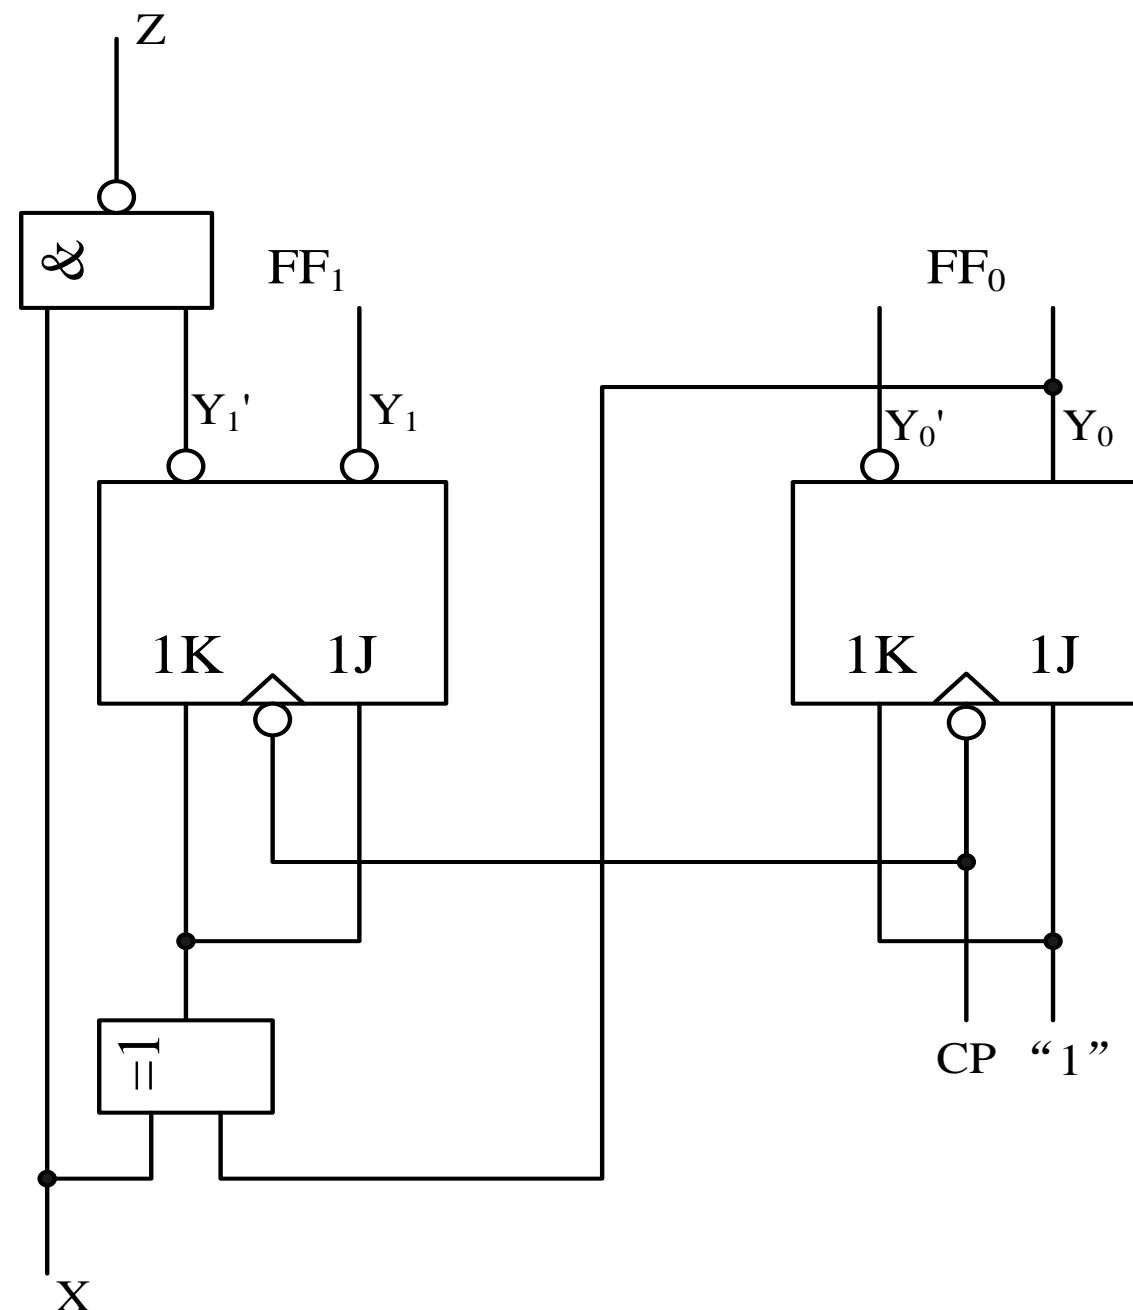 Z
&
FF₁ FF₀
Y₁' Y₁ Y₀' Y₀
1K 1J 1K 1J
=1
CP “1”
X